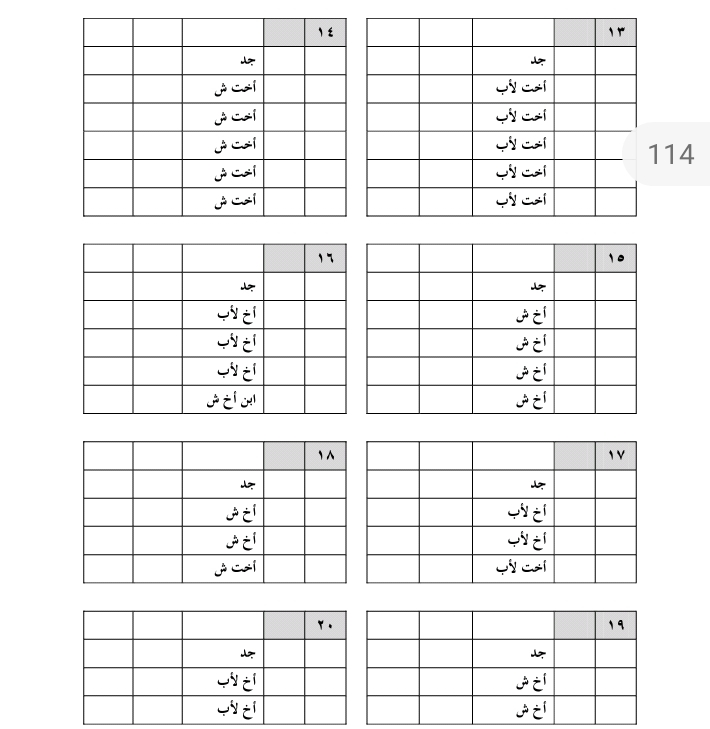 ١٣
جد
أخت لأب
أخت لأب
أخت لأب
أخت لأب
أخت لأب
١٤
جد
أخت ش
أخت ش
أخت ش
أخت ش
أخت ش
114
١٥
جد
أخ ش
أخ ش
أخ ش
أخ ش
١٦
جد
أخ لأب
أخ لأب
أخ لأب
ابن أخ ش
١٧
جد
أخ لأب
أخ لأب
أخت لأب
١٨
جد
أخ ش
أخ ش
أخت ش
١٩
جد
أخ ش
أخ ش
٢٠
جد
أخ لأب
أخ لأب